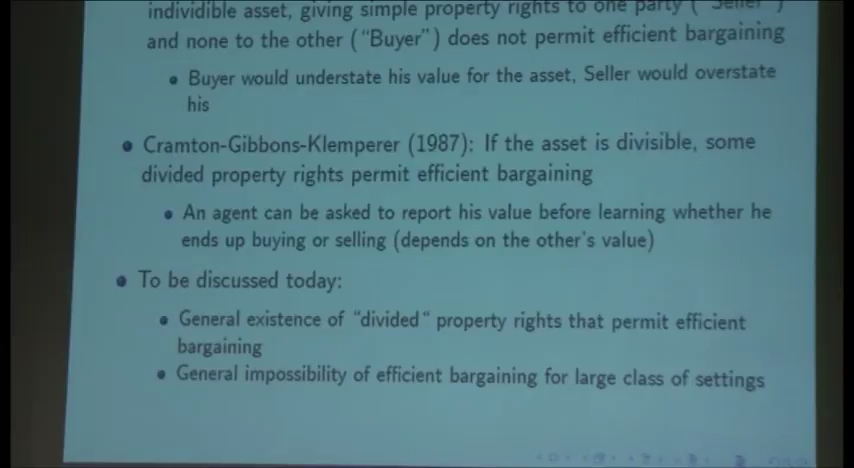 individible asset, giving simple property rights to one party ("Seller")
and none to the other ("Buyer") does not permit efficient bargaining
• Buyer would understate his value for the asset, Seller would overstate
his
• Cramton-Gibbons-Klemperer (1987): If the asset is divisible, some
divided property rights permit efficient bargaining
• An agent can be asked to report his value before learning whether he
ends up buying or selling (depends on the other's value)
• To be discussed today:
• General existence of "divided" property rights that permit efficient
bargaining
• General impossibility of efficient bargaining for large class of settings